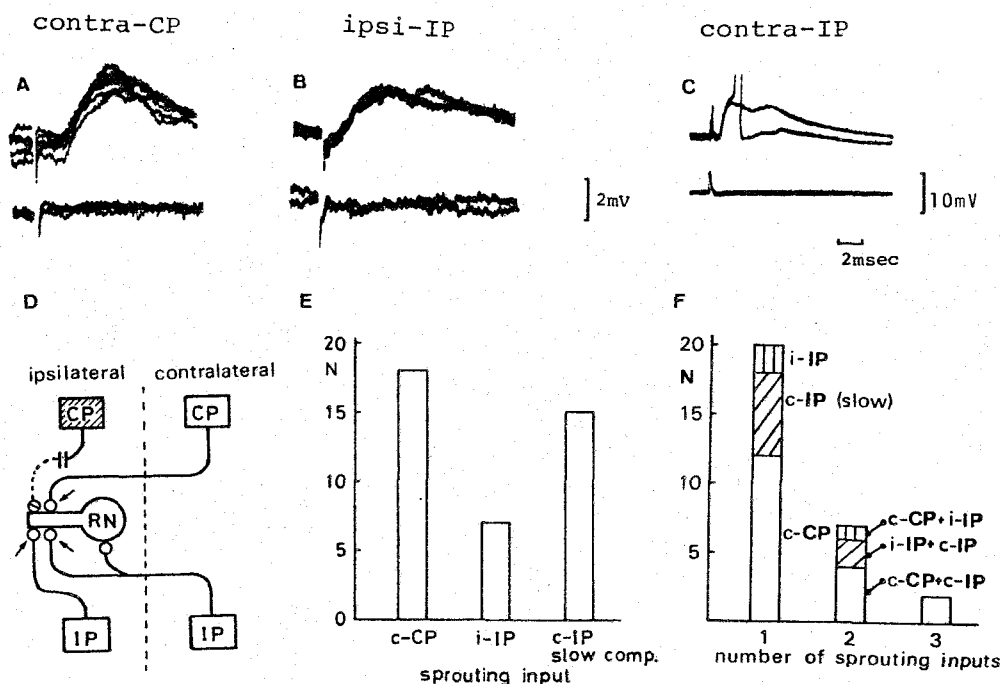 contra-CP ipsi-IP contra-IP
A B C
2mV 10mV
2msec
D E F
ipsilateral contralateral
CP CP
RN
IP IP
20
N
15
10
5
0
c-CP i-IP c-IP
slow comp.
sprouting input
20
N
15
10
5
i-IP
c-IP (slow)
c-CP
c-CP+i-IP
i-IP+c-IP
c-CP+c-IP
1 2 3
number of sprouting inputs